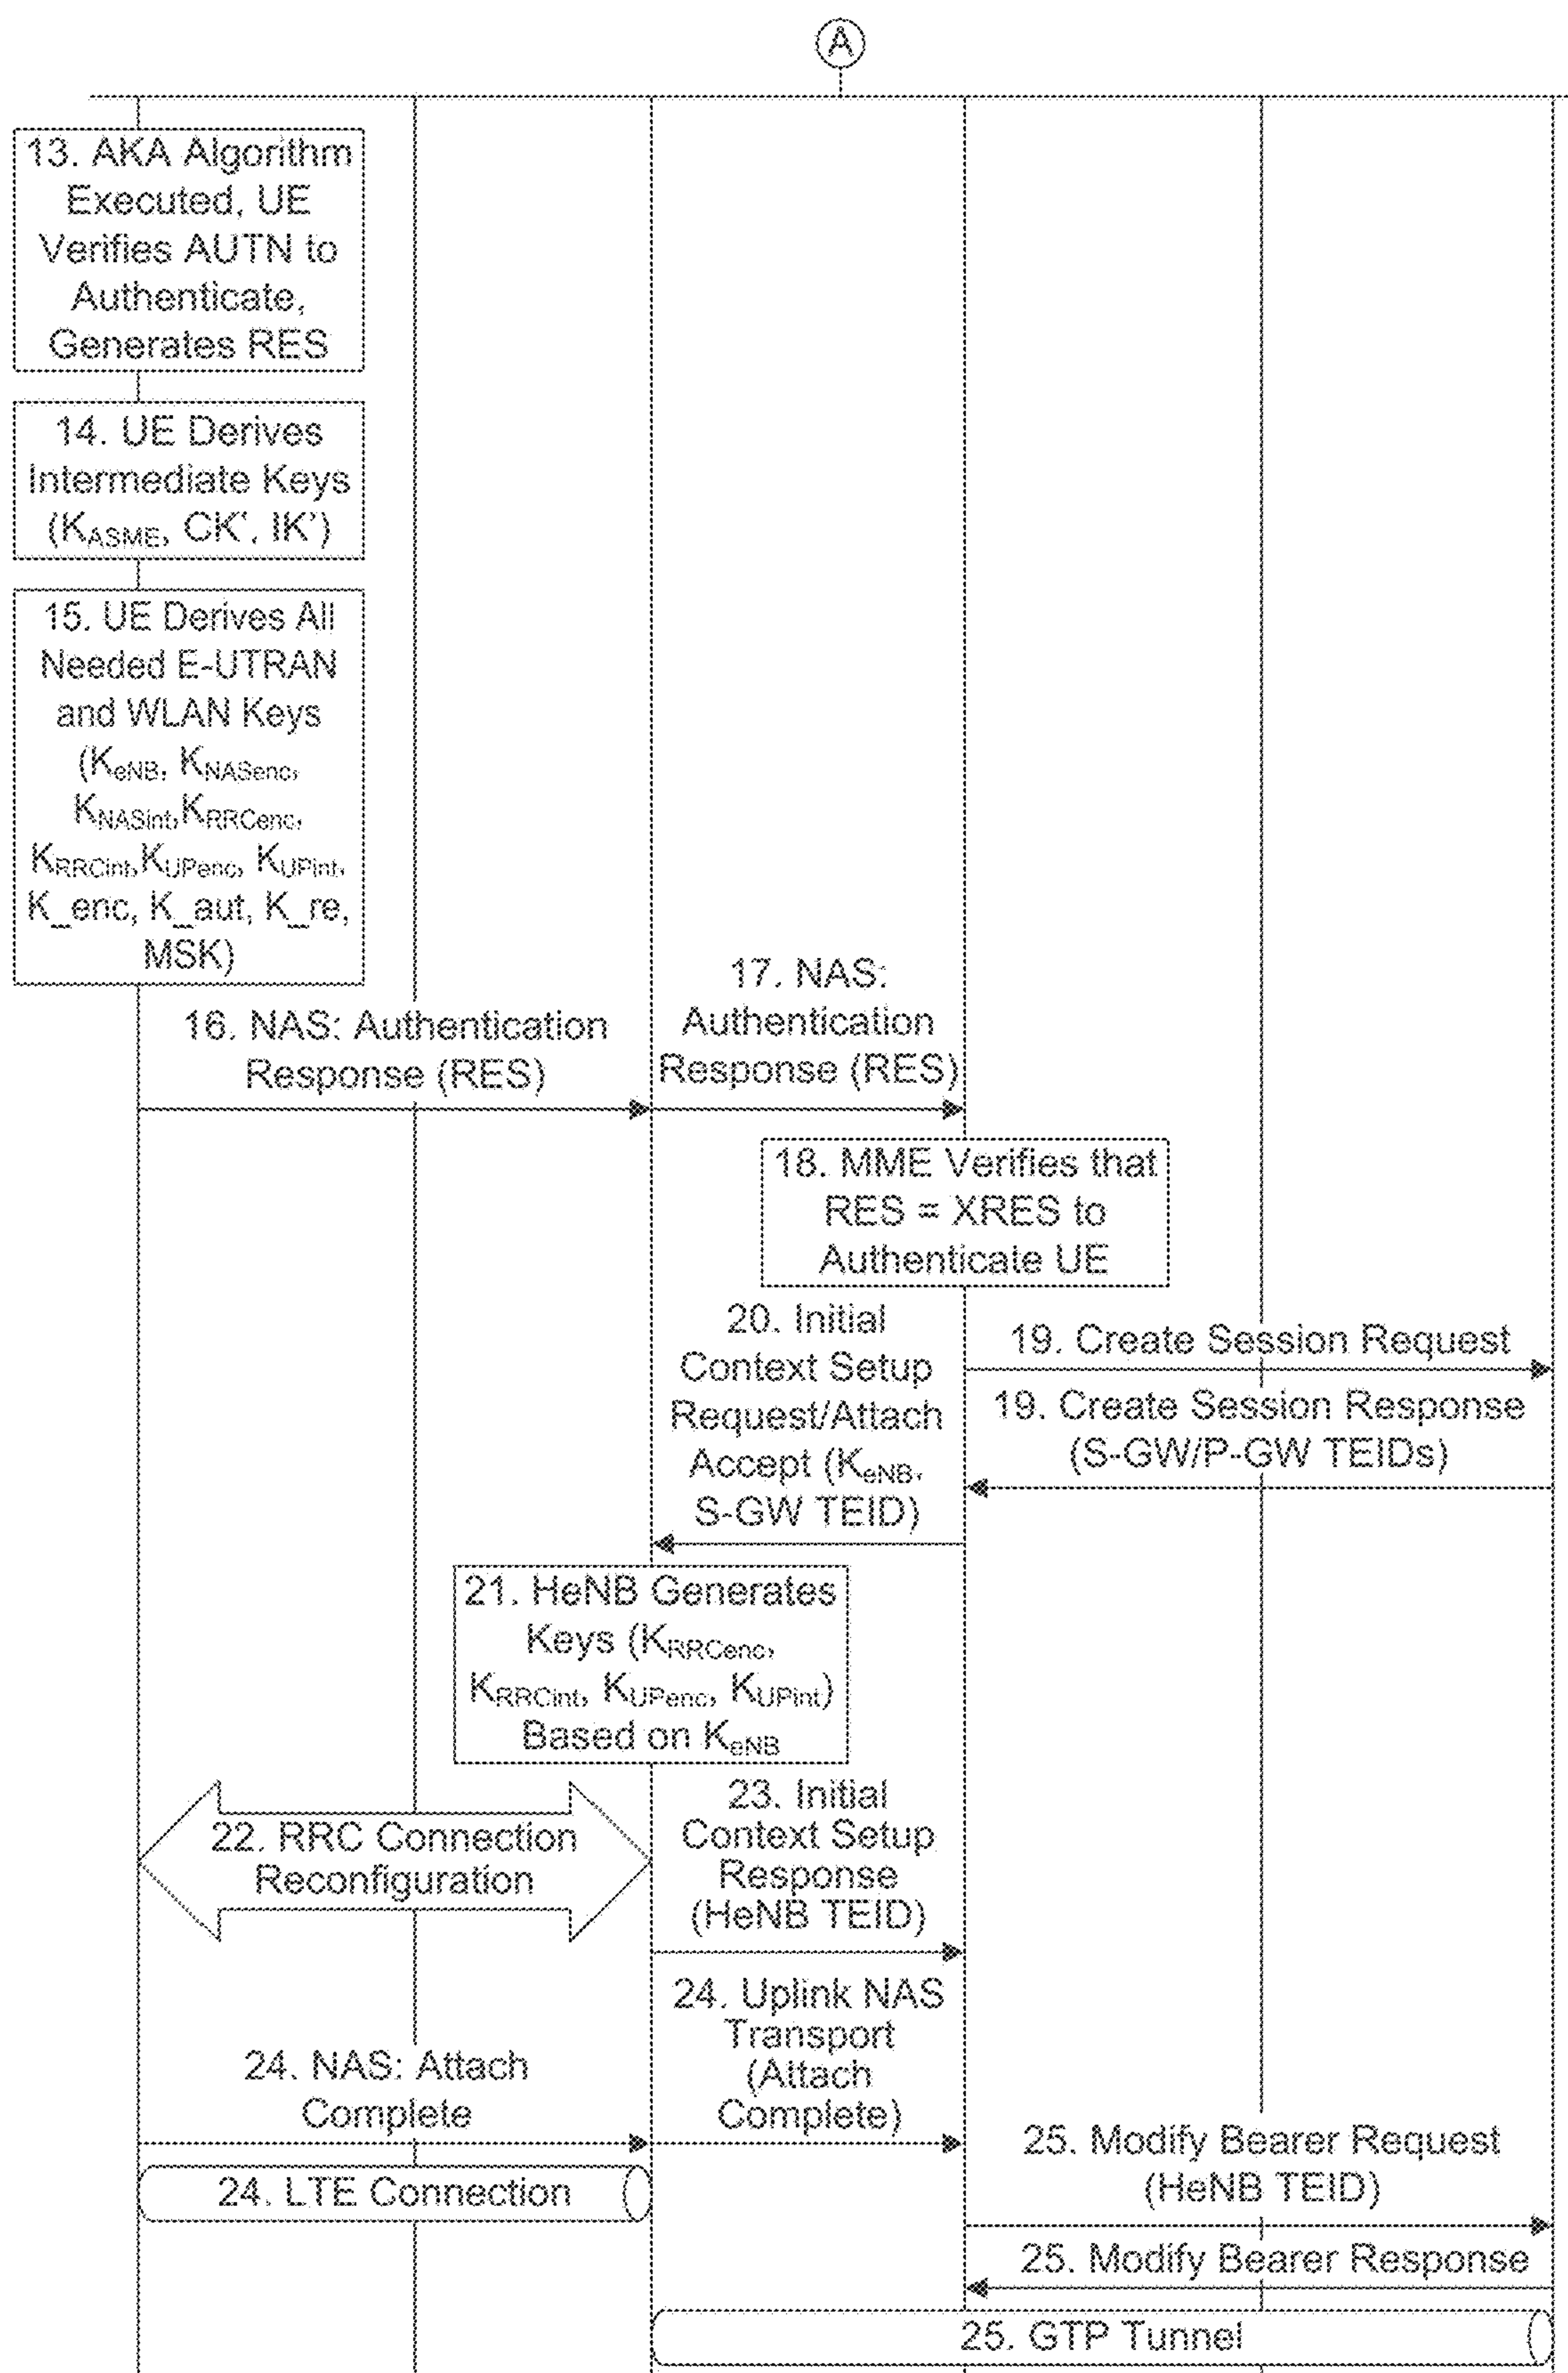 A
13. AKA Algorithm
Executed, UE
Verifies AUTN to
Authenticate,
Generates RES
14. UE Derives
Intermediate Keys
(KASME, CK', IK')
15. UE Derives All
Needed E-UTRAN
and WLAN Keys
(KeNB, KNASenc,
KNASint,KRRCenc,
KRRCint,KUPenc, KUPint,
K_enc, K_aut, K_re,
MSK)
16. NAS: Authentication
Response (RES)
17. NAS:
Authentication
Response (RES)
18. MME Verifies that
RES = XRES to
Authenticate UE
19. Create Session Request
19. Create Session Response
(S-GW/P-GW TEIDs)
20. Initial
Context Setup
Request/Attach
Accept (KeNB,
S-GW TEID)
21. HeNB Generates
Keys (KRRCenc,
KRRCint, KUPenc, KUPint)
Based on KeNB
22. RRC Connection
Reconfiguration
23. Initial
Context Setup
Response
(HeNB TEID)
24. NAS: Attach
Complete
24. Uplink NAS
Transport
(Attach
Complete)
24. LTE Connection
25. Modify Bearer Request
(HeNB TEID)
25. Modify Bearer Response
25. GTP Tunnel